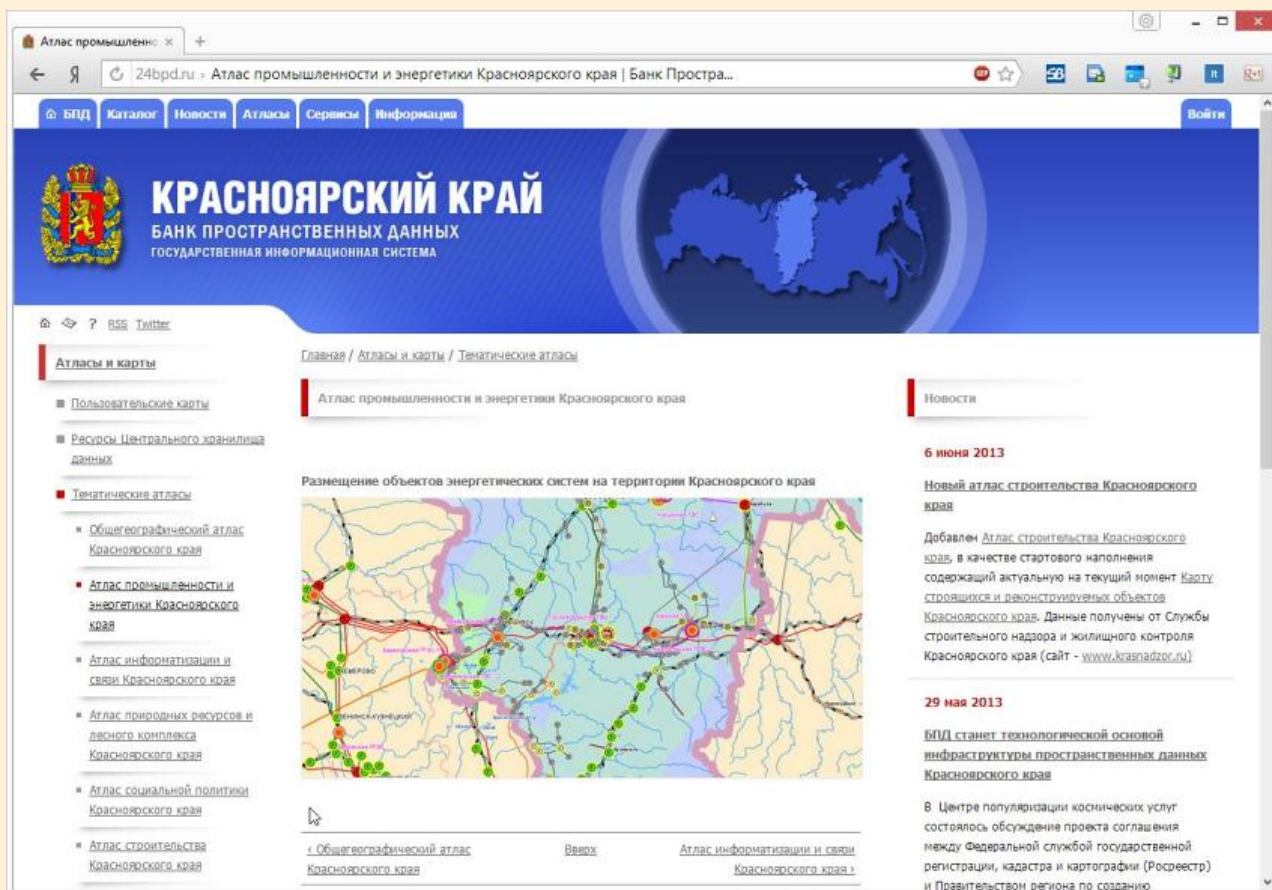 Атлас промышленно
24bpd.ru › Атлас промышленности и энергетики Красноярского края | Банк Простра...
БПД Каталог Новости Атласы Сервисы Информация Войти
КРАСНОЯРСКИЙ КРАЙ
БАНК ПРОСТРАНСТВЕННЫХ ДАННЫХ
ГОСУДАРСТВЕННАЯ ИНФОРМАЦИОННАЯ СИСТЕМА
? RSS Twitter
Атласы и карты
Пользовательские карты
Ресурсы Центрального хранилища
данных
Тематические атласы
Общегеографический атлас
Красноярского края
Атлас промышленности и
энергетики Красноярского
края
Атлас информатизации и
связи Красноярского края
Атлас природных ресурсов и
лесного комплекса
Красноярского края
Атлас социальной политики
Красноярского края
Атлас строительства
Красноярского края
Главная / Атласы и карты / Тематические атласы
Атлас промышленности и энергетики Красноярского края
Размещение объектов энергетических систем на территории Красноярского края
КЕМЕРОВО
‹ Общегеографический атлас
Красноярского края
Вверх
Атлас информатизации и связи
Красноярского края ›
Новости
6 июня 2013
Новый атлас строительства Красноярского
края
Добавлен Атлас строительства Красноярского
края, в качестве стартового наполнения
содержащий актуальную на текущий момент Карту
строящихся и реконструируемых объектов
Красноярского края. Данные получены от Службы
строительного надзора и жилищного контроля
Красноярского края (сайт - www.krasnadzor.ru)
29 мая 2013
БПД станет технологической основой
инфраструктуры пространственных данных
Красноярского края
В Центре популяризации космических услуг
состоялось обсуждение проекта соглашения
между Федеральной службой государственной
регистрации, кадастра и картографии (Росреестр)
и Правительством региона по созданию